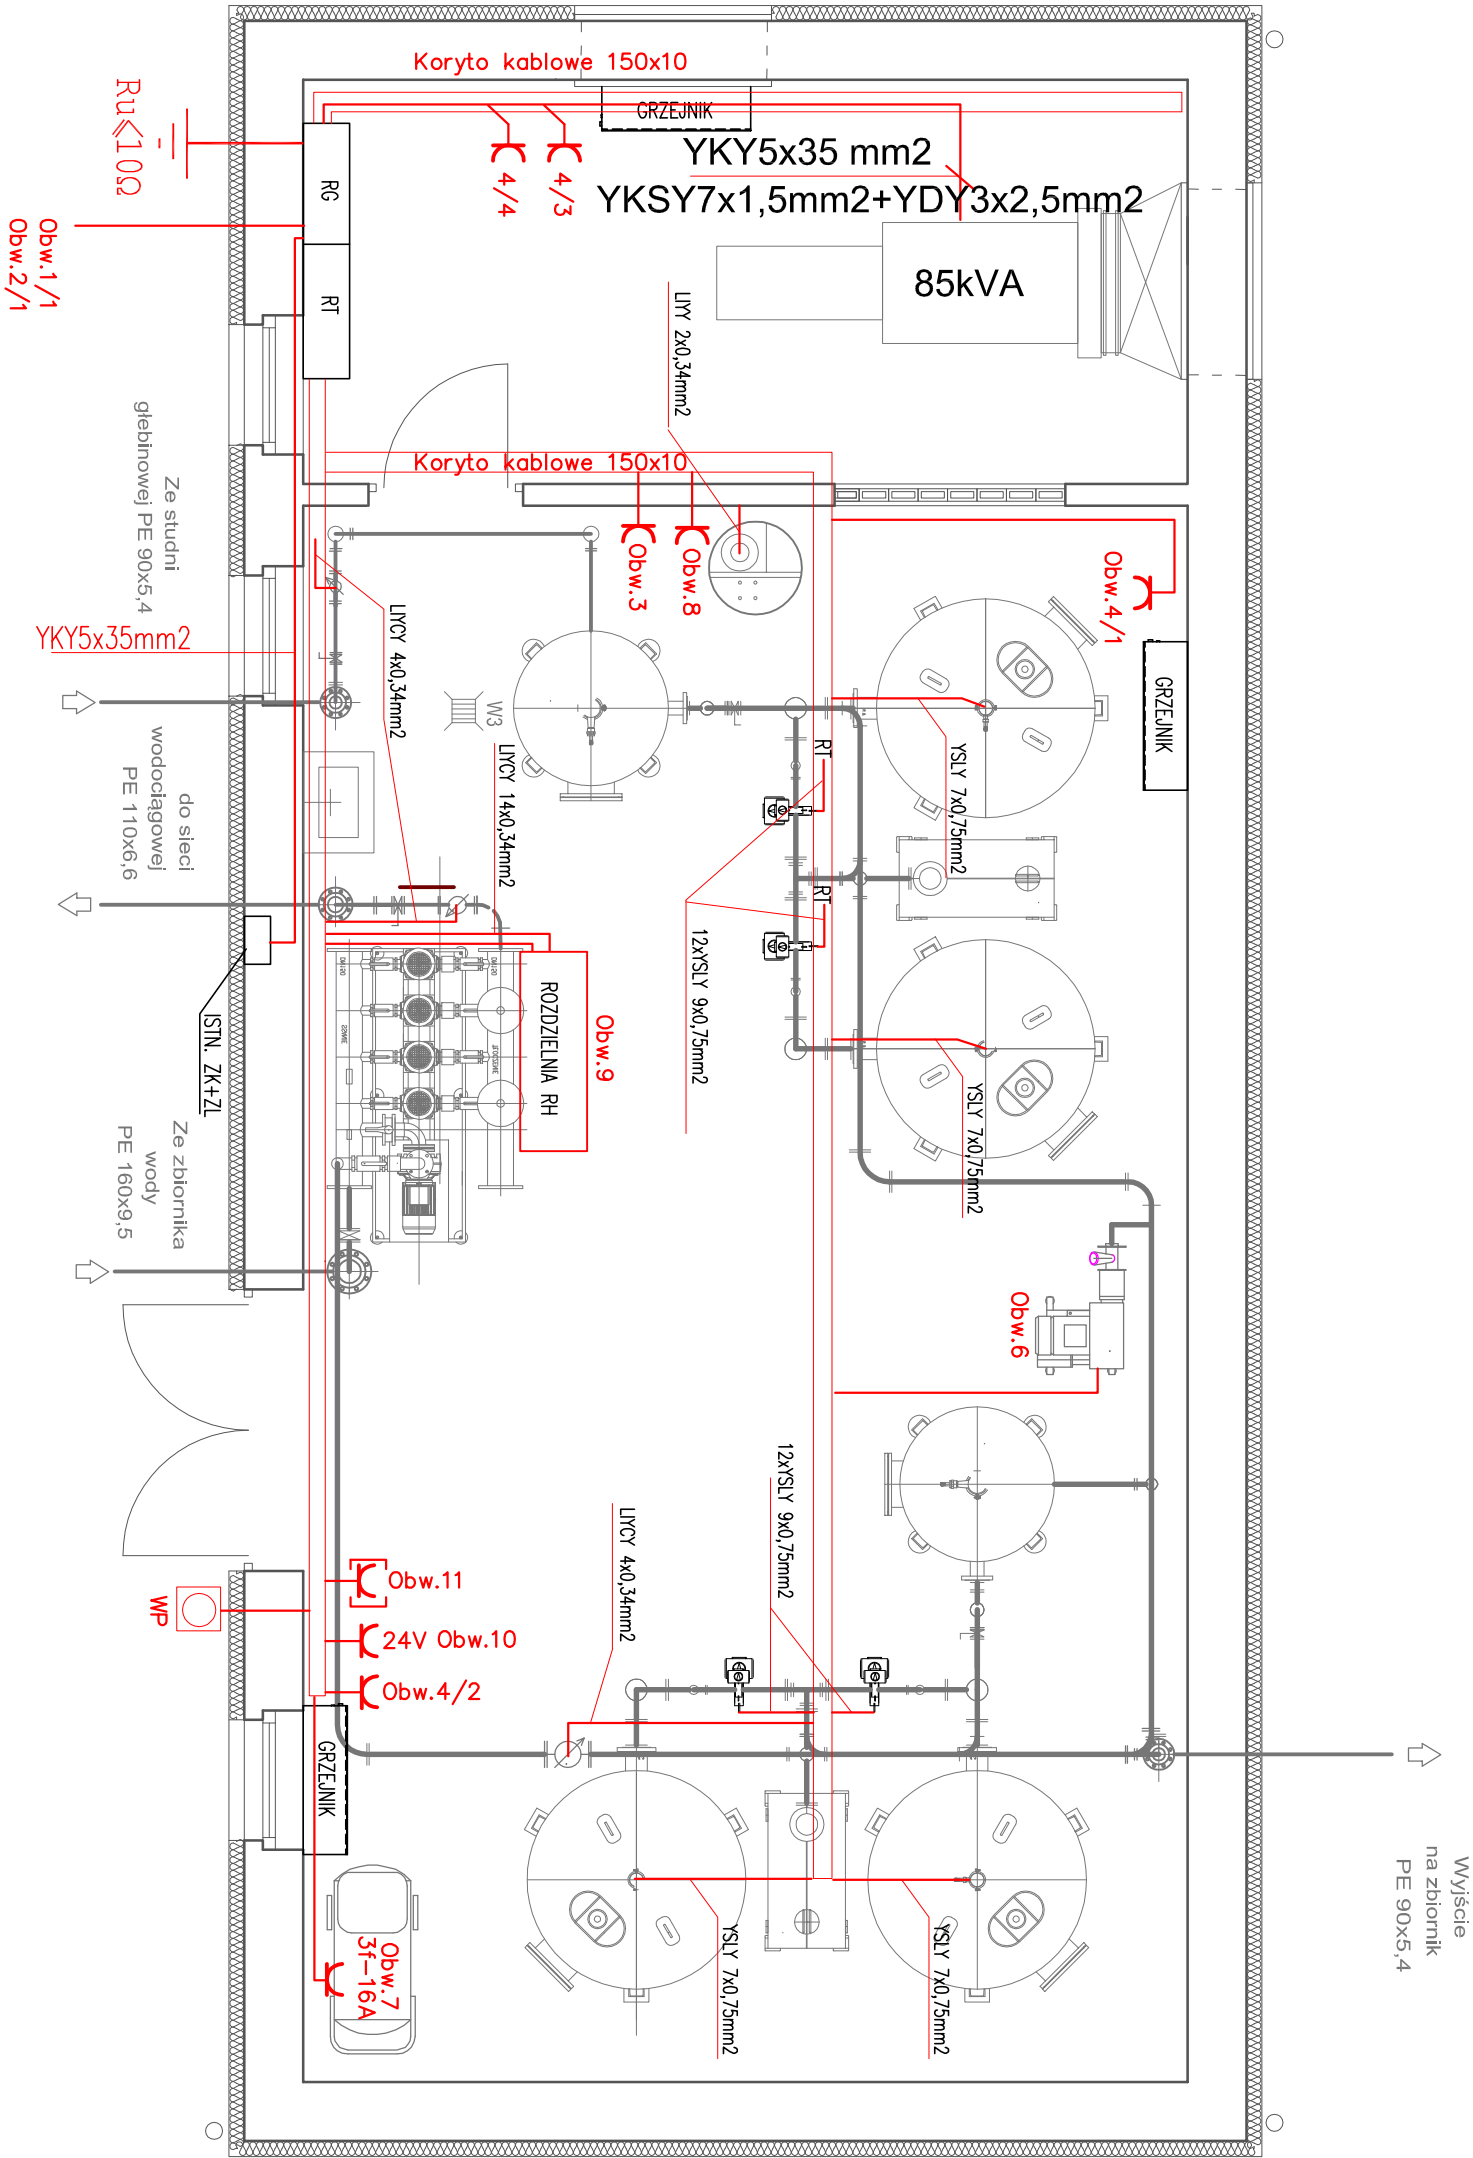 Koryto kablowe 150x10
GRZEJNIK
Ru≤10Ω
RG
RT
4/4
4/3
YKY5x35 mm2
YKSY7x1,5mm2+YDY3x2,5mm2
85kVA
Obw.1/1
Obw.2/1
LIYY 2x0,34mm2
Koryto kablowe 150x10
Ze studni
głebinowej PE 90x5,4
Obw.3
Obw.8
Obw.4/1
GRZEJNIK
YKY5x35mm2
LIYCY 4x0,34mm2
W3
LIYCY 14x0,34mm2
RT
YSLY 7x0,75mm2
do sieci
wodociągowej
PE 110x6,6
RT
12xYSLY 9x0,75mm2
ROZDZIELNIA RH
Obw.9
YSLY 7x0,75mm2
ISTN. ZK+ZL
Ze zbiornika
wody
PE 160x9,5
Obw.6
12xYSLY 9x0,75mm2
LIYCY 4x0,34mm2
Obw.11
WP
24V Obw.10
Obw.4/2
GRZEJNIK
Obw.7
3f-16A
YSLY 7x0,75mm2
YSLY 7x0,75mm2
Wyjście
na zbiornik
PE 90x5,4